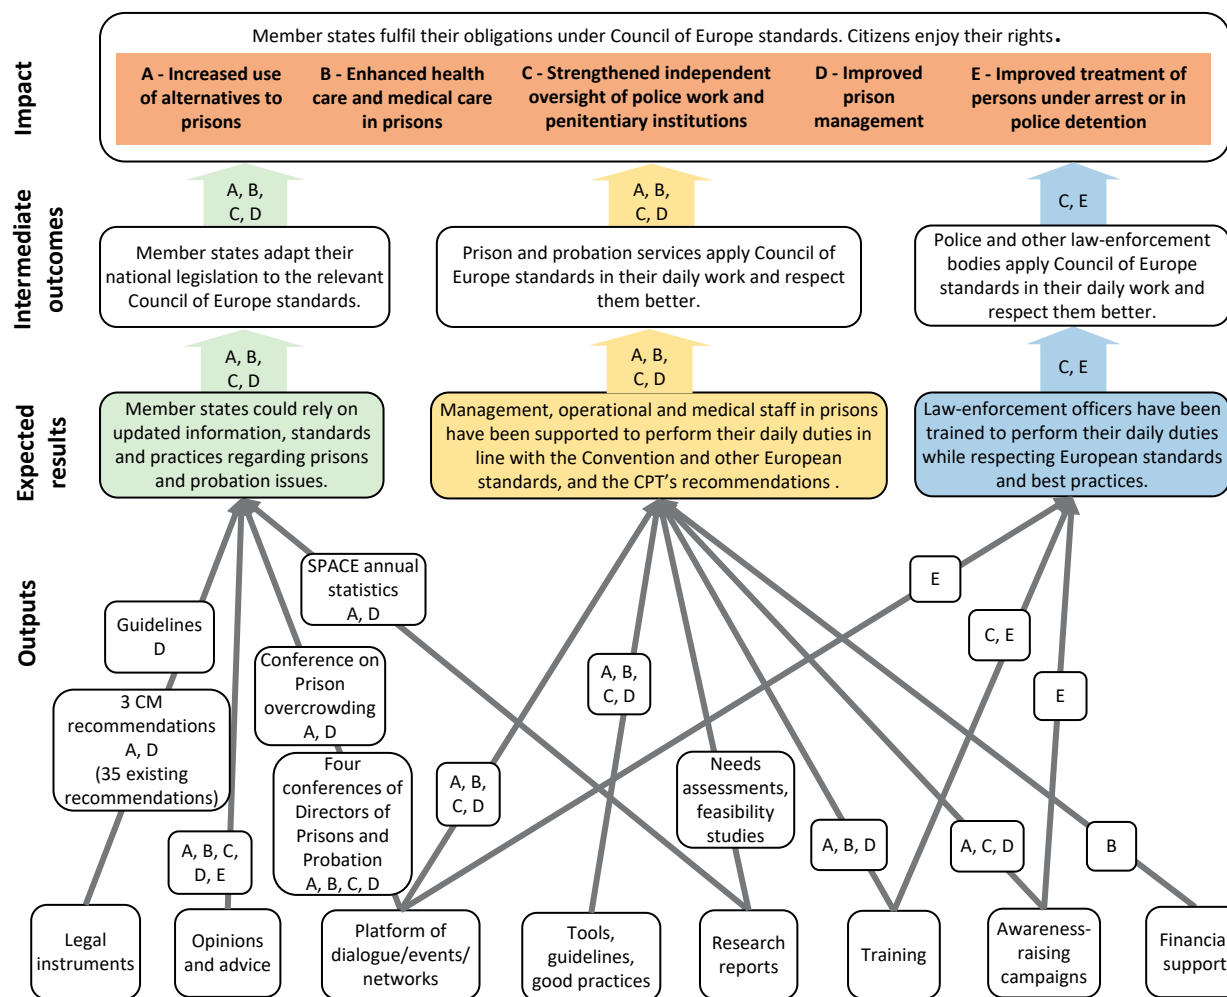 Member states fulfil their obligations under Council of Europe standards. Citizens enjoy their rights.
Impact
A - Increased use
of alternatives to
prisons
B - Enhanced health
care and medical care
in prisons
C - Strengthened independent
oversight of police work and
penitentiary institutions
D - Improved
prison
management
E - Improved treatment of
persons under arrest or in
police detention
A, B,
C, D
A, B,
C, D
C, E
Intermediate
outcomes
Member states adapt their
national legislation to the relevant
Council of Europe standards.
Prison and probation services apply Council of
Europe standards in their daily work and respect
them better.
Police and other law-enforcement
bodies apply Council of Europe
standards in their daily work and
respect them better.
A, B,
C, D
A, B,
C, D
C, E
Expected
results
Member states could rely on
updated information, standards
and practices regarding prisons
and probation issues.
Management, operational and medical staff in prisons
have been supported to perform their daily duties in
line with the Convention and other European
standards, and the CPT’s recommendations .
Law-enforcement officers have been
trained to perform their daily duties
while respecting European standards
and best practices.
Outputs
SPACE annual
statistics
A, D
E
Guidelines
D
C, E
Conference on
Prison
overcrowding
A, D
A, B,
C, D
E
3 CM
recommendations
A, D
(35 existing
recommendations)
Four
conferences of
Directors of
Prisons and
Probation
A, B, C, D
A, B,
C, D
Needs
assessments,
feasibility
studies
A, B, C,
D, E
A, B, D
A, C, D
B
Legal
instruments
Opinions
and advice
Platform of
dialogue/events/
networks
Tools,
guidelines,
good practices
Research
reports
Training
Awareness-
raising
campaigns
Financial
support